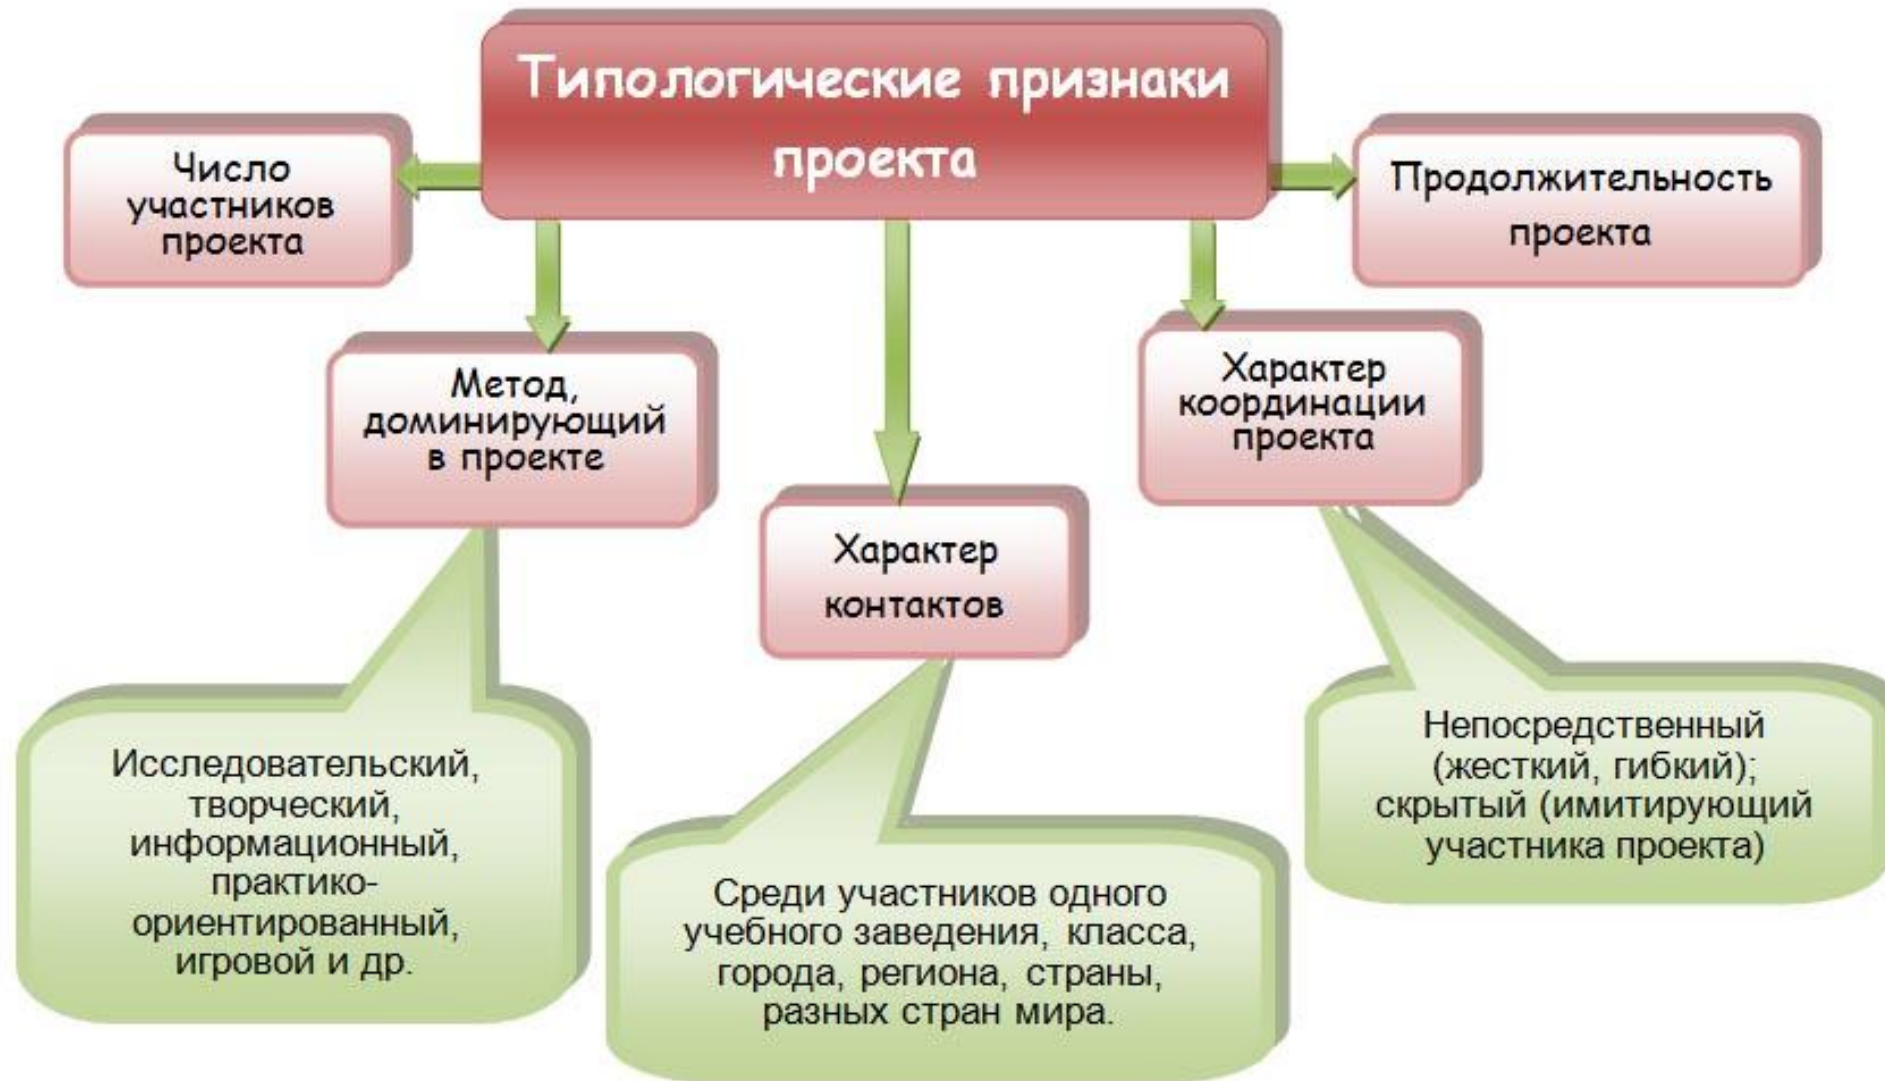 Типологические признаки
проекта
Число
участников
проекта
Продолжительность
проекта
Метод,
доминирующий
в проекте
Характер
координации
проекта
Характер
контактов
Исследовательский,
творческий,
информационный,
практико-
ориентированный,
игровой и др.
Среди участников одного
учебного заведения, класса,
города, региона, страны,
разных стран мира.
Непосредственный
(жесткий, гибкий);
скрытый (имитирующий
участника проекта)